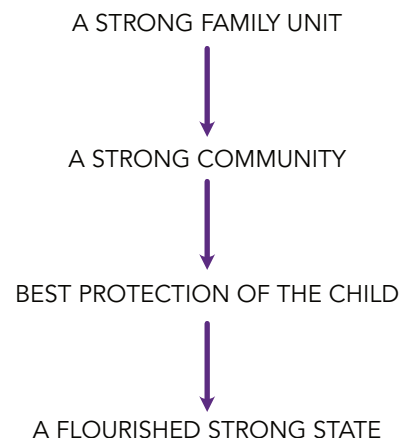 A STRONG FAMILY UNIT
A STRONG COMMUNITY
BEST PROTECTION OF THE CHILD
A FLOURISHED STRONG STATE